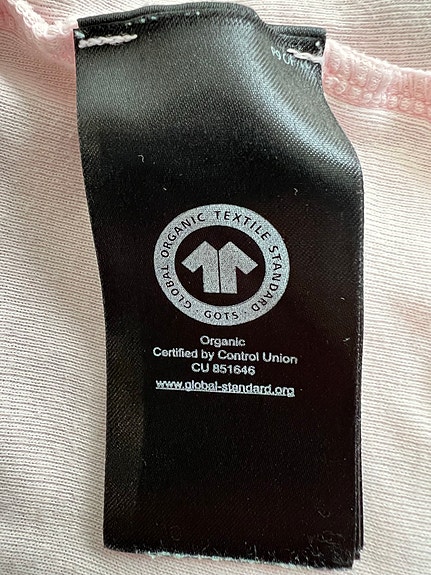 GLOBAL ORGANIC TEXTILE STANDARD · GOTS ·
Organic
Certified by Control Union
CU 851646
www.global-standard.org